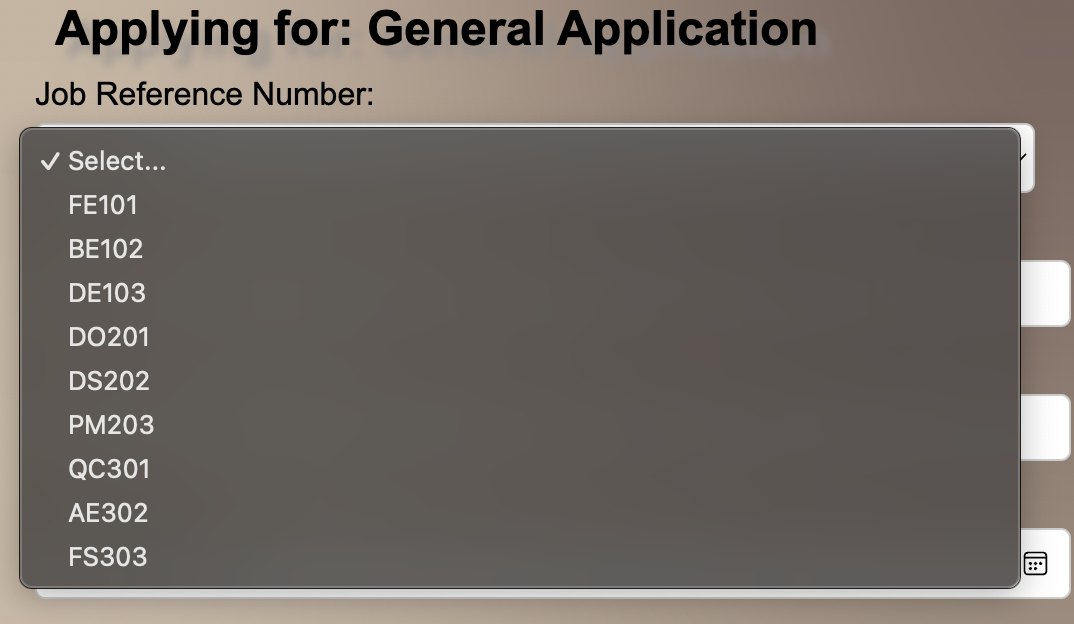 Applying for: General Application
Job Reference Number:
✓ Select...
FE101
BE102
DE103
DO201
DS202
PM203
QC301
AE302
FS303